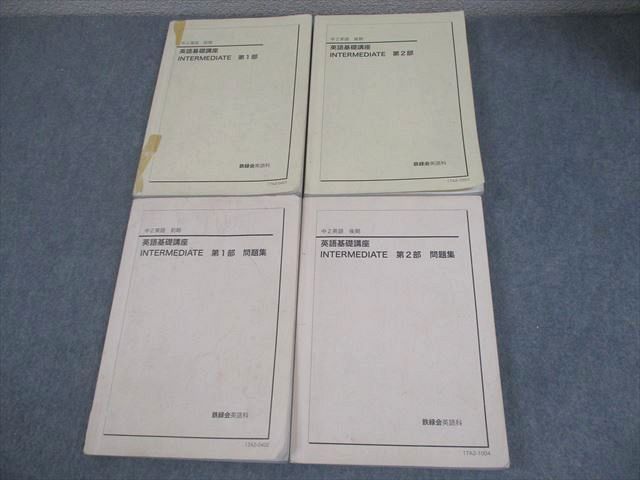 中2英語 前期
英語基礎講座
INTERMEDIATE 第1部
鉄緑会英語科
中2英語 後期
英語基礎講座
INTERMEDIATE 第2部
鉄緑会英語科
中2英語 前期
英語基礎講座
INTERMEDIATE 第1部 問題集
鉄緑会英語科
中2英語 後期
英語基礎講座
INTERMEDIATE 第2部 問題集
鉄緑会英語科
17A2-1004